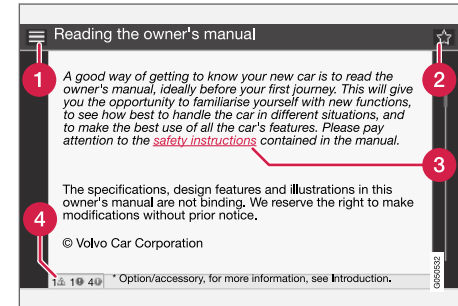 Reading the owner's manual
1
2
A good way of getting to know your new car is to read the
owner's manual, ideally before your first journey. This will give
you the opportunity to familiarise yourself with new functions,
to see how best to handle the car in different situations, and
to make the best use of all the car's features. Please pay
attention to the safety instructions contained in the manual.
3
The specifications, design features and illustrations in this
owner's manual are not binding. We reserve the right to make
modifications without prior notice.
4
© Volvo Car Corporation
1 1 4 * Option/accessory, for more information, see Introduction.
G050532